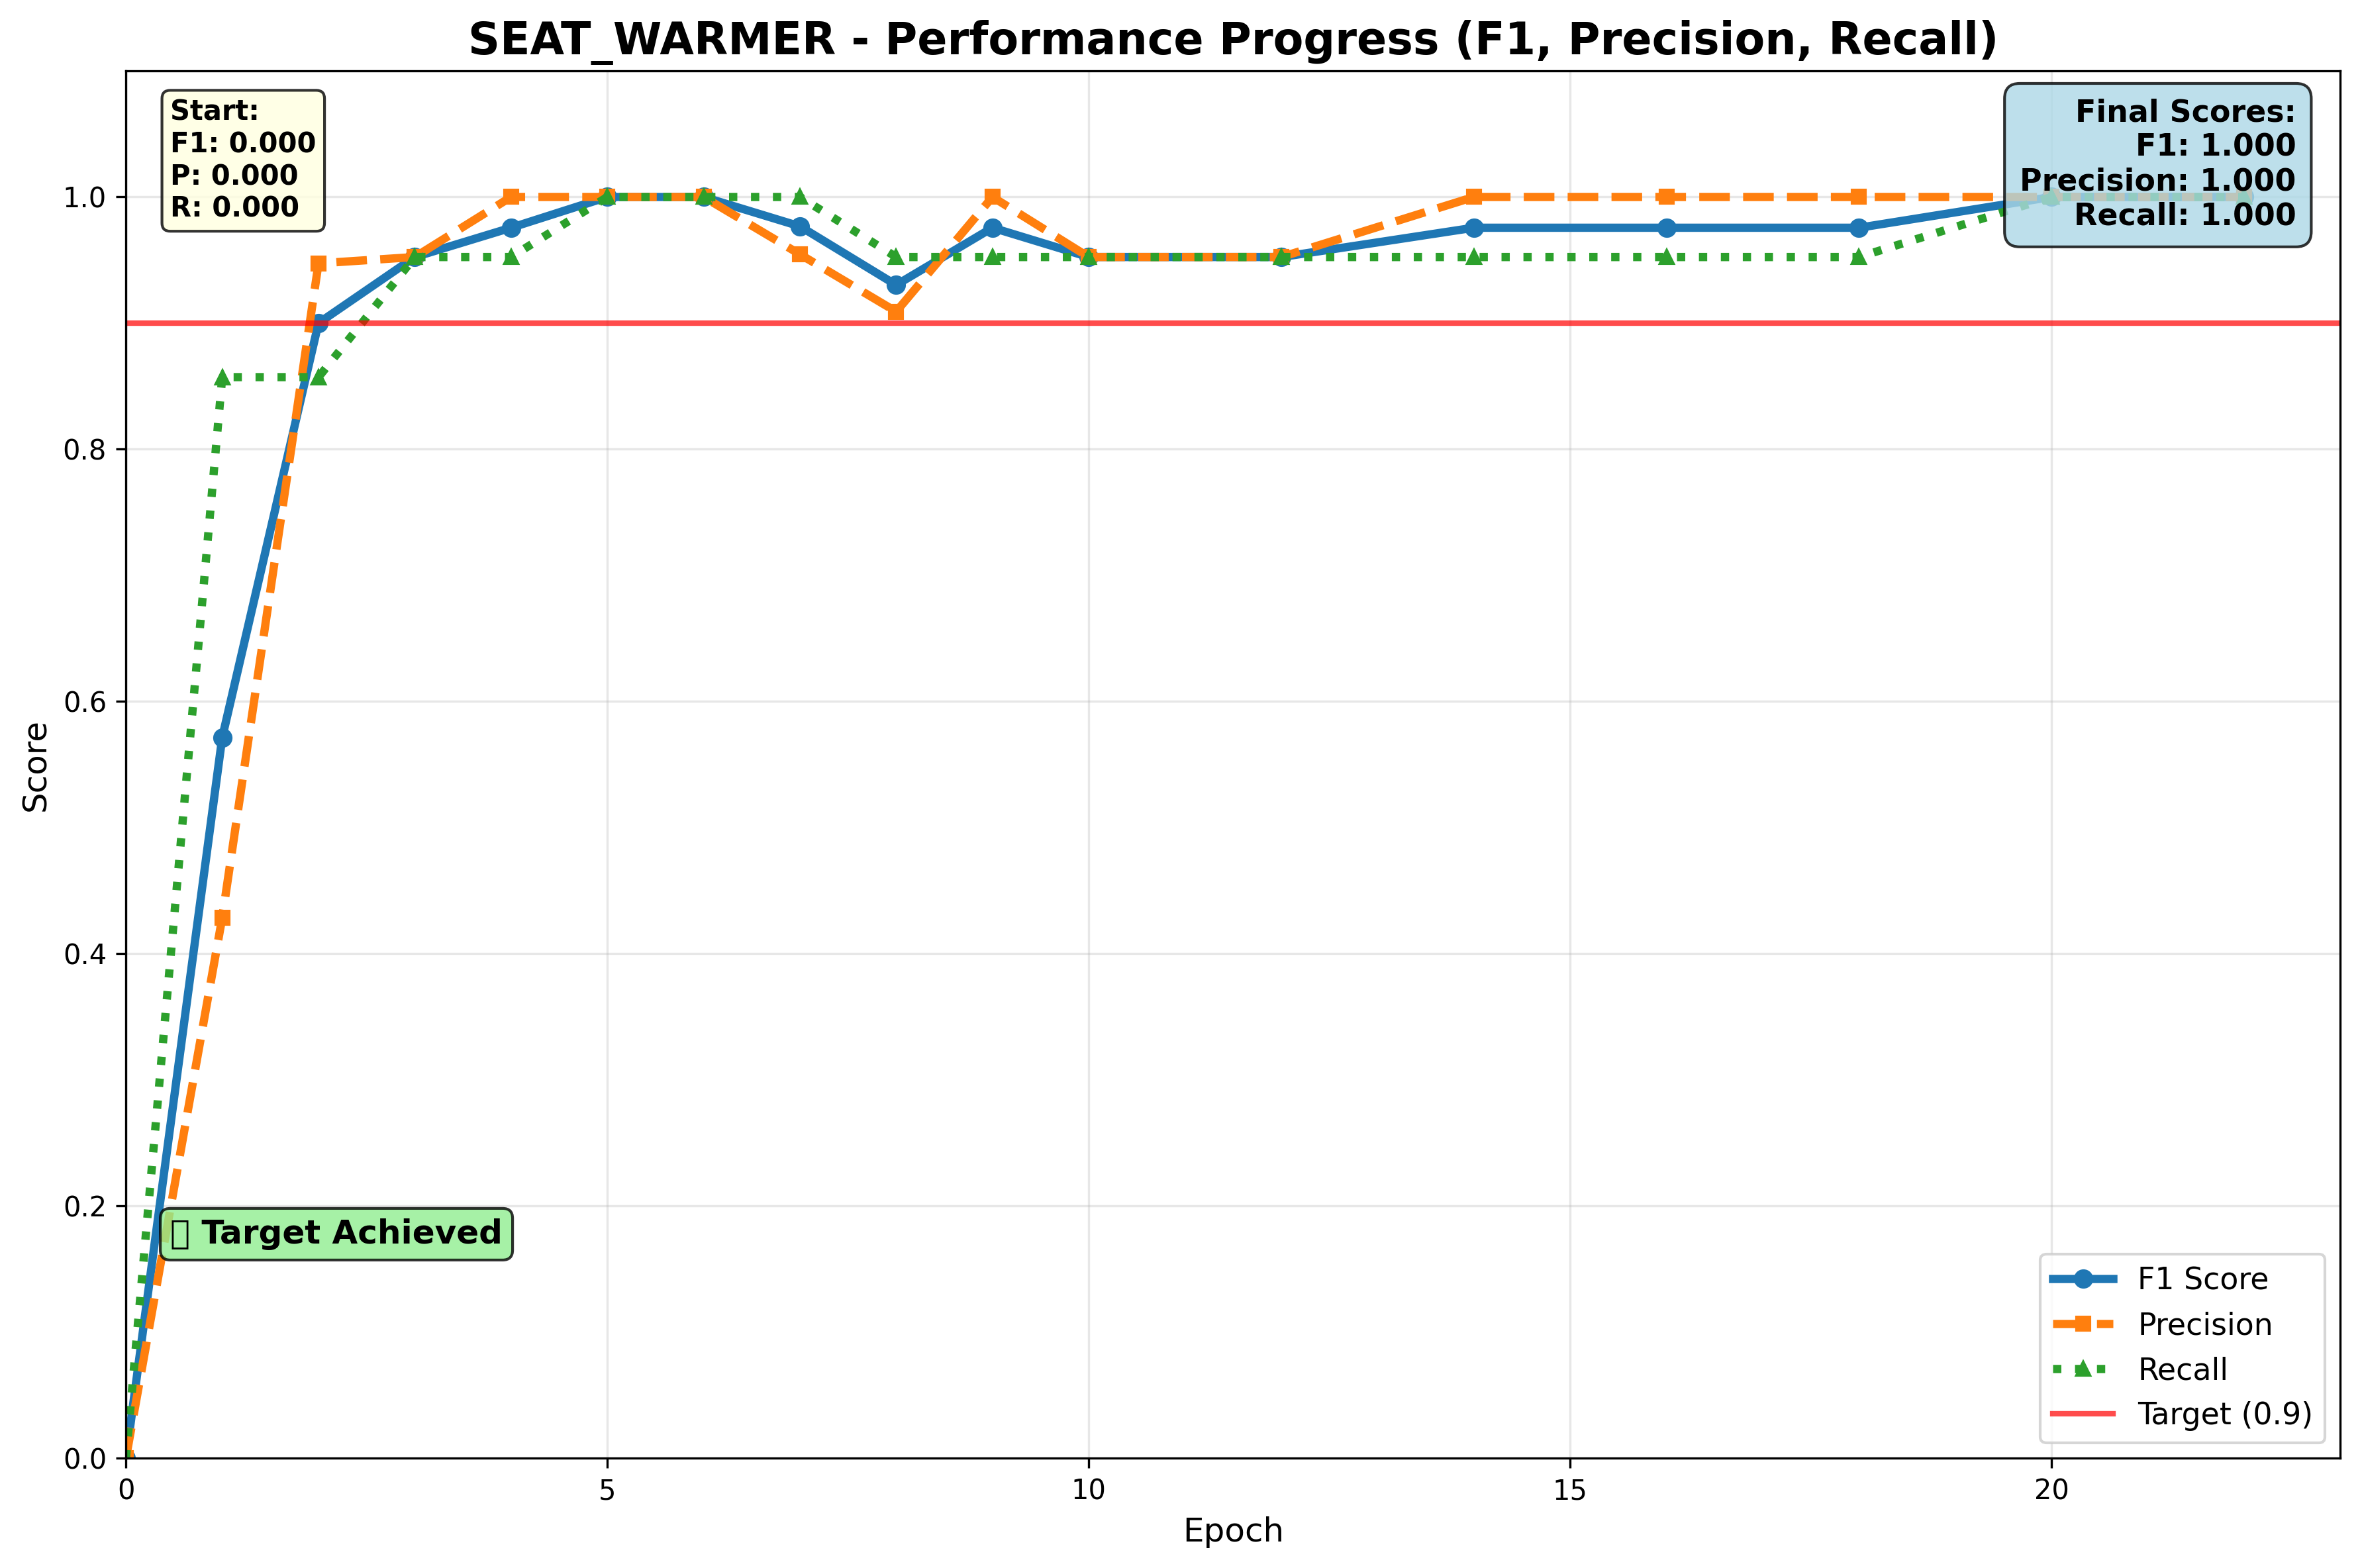 SEAT_WARMER - Performance Progress (F1, Precision, Recall)
Start:
F1: 0.000
P: 0.000
R: 0.000
Final Scores:
F1: 1.000
Precision: 1.000
Recall: 1.000
1.0
0.8
0.6
0.4
0.2
0.0
Score
Target Achieved
F1 Score
Precision
Recall
Target (0.9)
0
5
10
15
20
Epoch